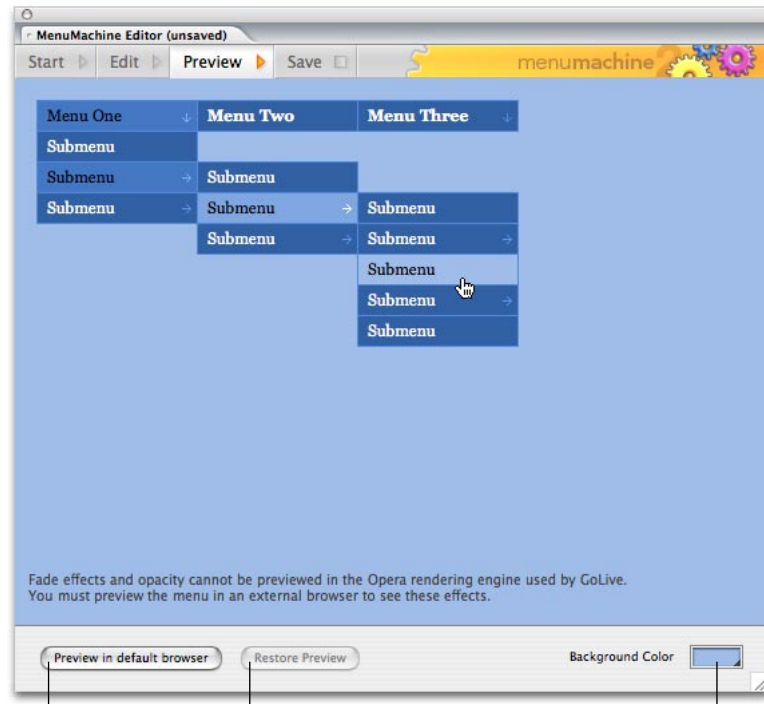 MenuMachine Editor (unsaved)
Start Edit Preview Save menumachine 2
Menu One Menu Two Menu Three
Submenu
Submenu Submenu
Submenu Submenu Submenu
Submenu Submenu
Submenu
Submenu
Submenu
Fade effects and opacity cannot be previewed in the Opera rendering engine used by GoLive.
You must preview the menu in an external browser to see these effects.
Preview in default browser Restore Preview Background Color